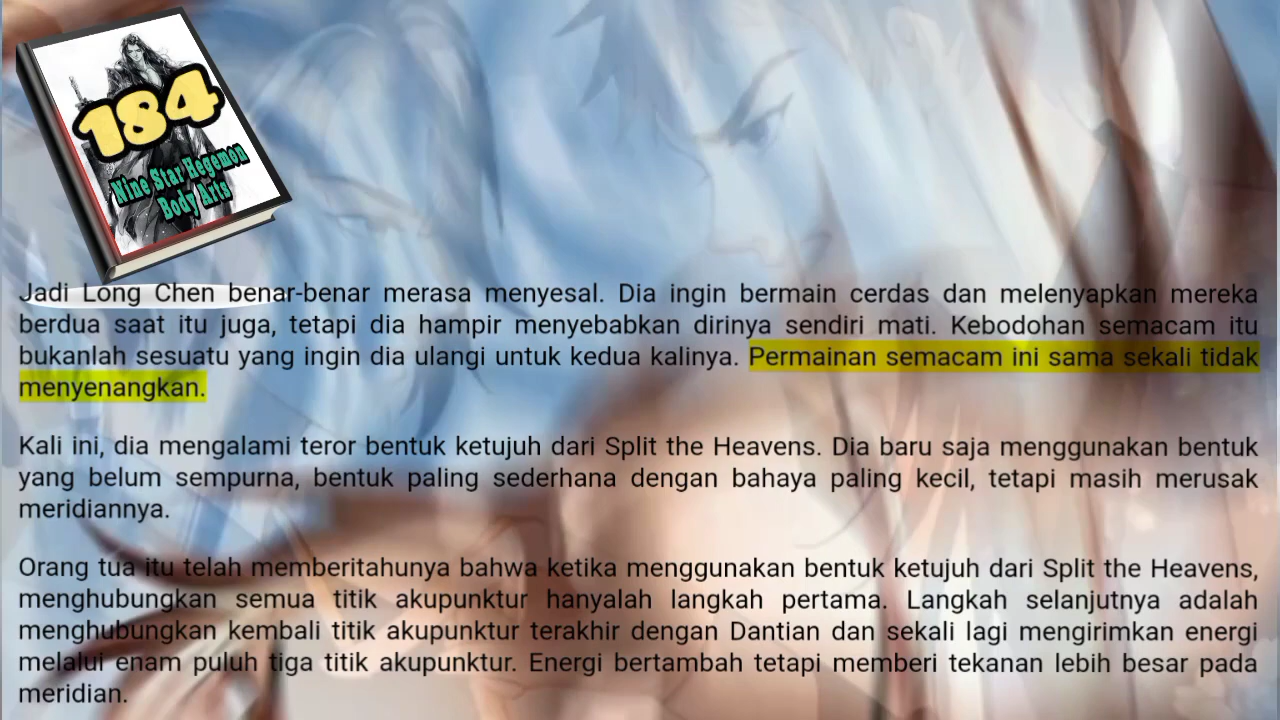 184
Nine Star Hegemon
Body Arts
Jadi Long Chen benar-benar merasa menyesal. Dia ingin bermain cerdas dan melenyapkan mereka
berdua saat itu juga, tetapi dia hampir menyebabkan dirinya sendiri mati. Kebodohan semacam itu
bukanlah sesuatu yang ingin dia ulangi untuk kedua kalinya. Permainan semacam ini sama sekali tidak
menyenangkan.
Kali ini, dia mengalami teror bentuk ketujuh dari Split the Heavens. Dia baru saja menggunakan bentuk
yang belum sempurna, bentuk paling sederhana dengan bahaya paling kecil, tetapi masih merusak
meridiannya.
Orang tua itu telah memberitahunya bahwa ketika menggunakan bentuk ketujuh dari Split the Heavens,
menghubungkan semua titik akupunktur hanyalah langkah pertama. Langkah selanjutnya adalah
menghubungkan kembali titik akupunktur terakhir dengan Dantian dan sekali lagi mengirimkan energi
melalui enam puluh tiga titik akupunktur. Energi bertambah tetapi memberi tekanan lebih besar pada
meridian.